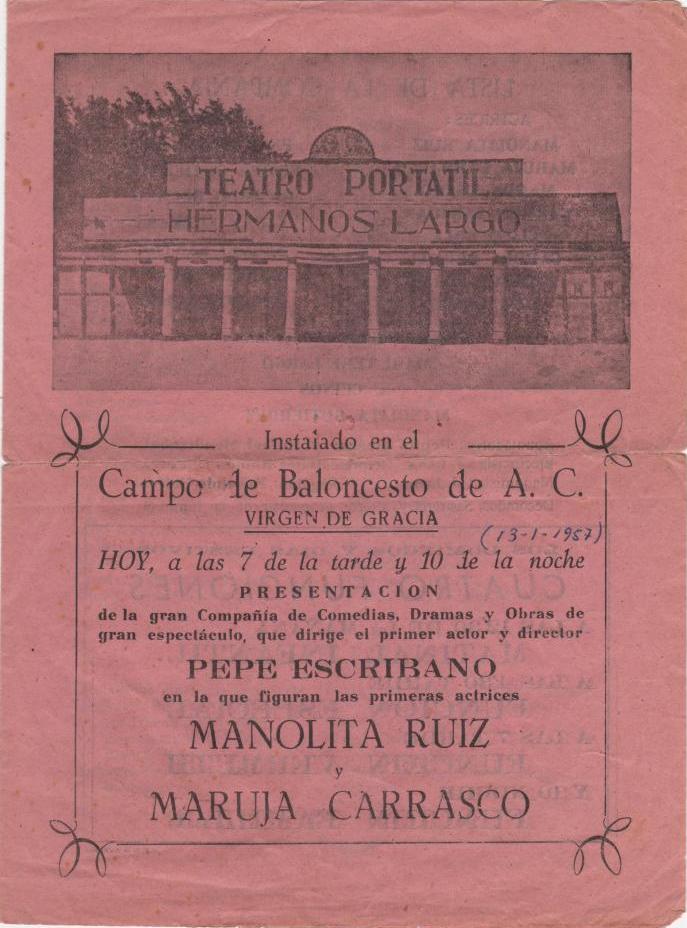 TEATRO PORTATIL
HERMANOS LARGO
Instalado en el
Campo de Baloncesto de A. C.
VIRGEN DE GRACIA
(13-1-1957)
HOY, a las 7 de la tarde y 10 de la noche
PRESENTACION
de la gran Compañía de Comedias, Dramas y Obras de
gran espectáculo, que dirige el primer actor y director
PEPE ESCRIBANO
en la que figuran las primeras actrices
MANOLITA RUIZ
y
MARUJA CARRASCO